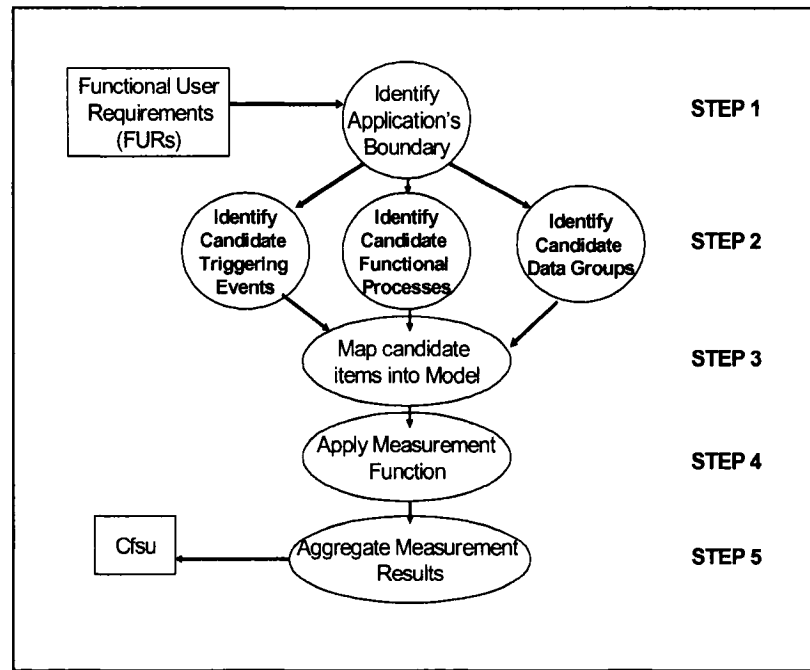 Functional User
Requirements
(FURs)
Identify
Application's
Boundary
STEP 1
Identify
Candidate
Triggering
Events
Identify
Candidate
Functional
Processes
Identify
Candidate
Data Groups
STEP 2
Map candidate
items into Model
STEP 3
Apply Measurement
Function
STEP 4
Cfsu
Aggregate Measurement
Results
STEP 5